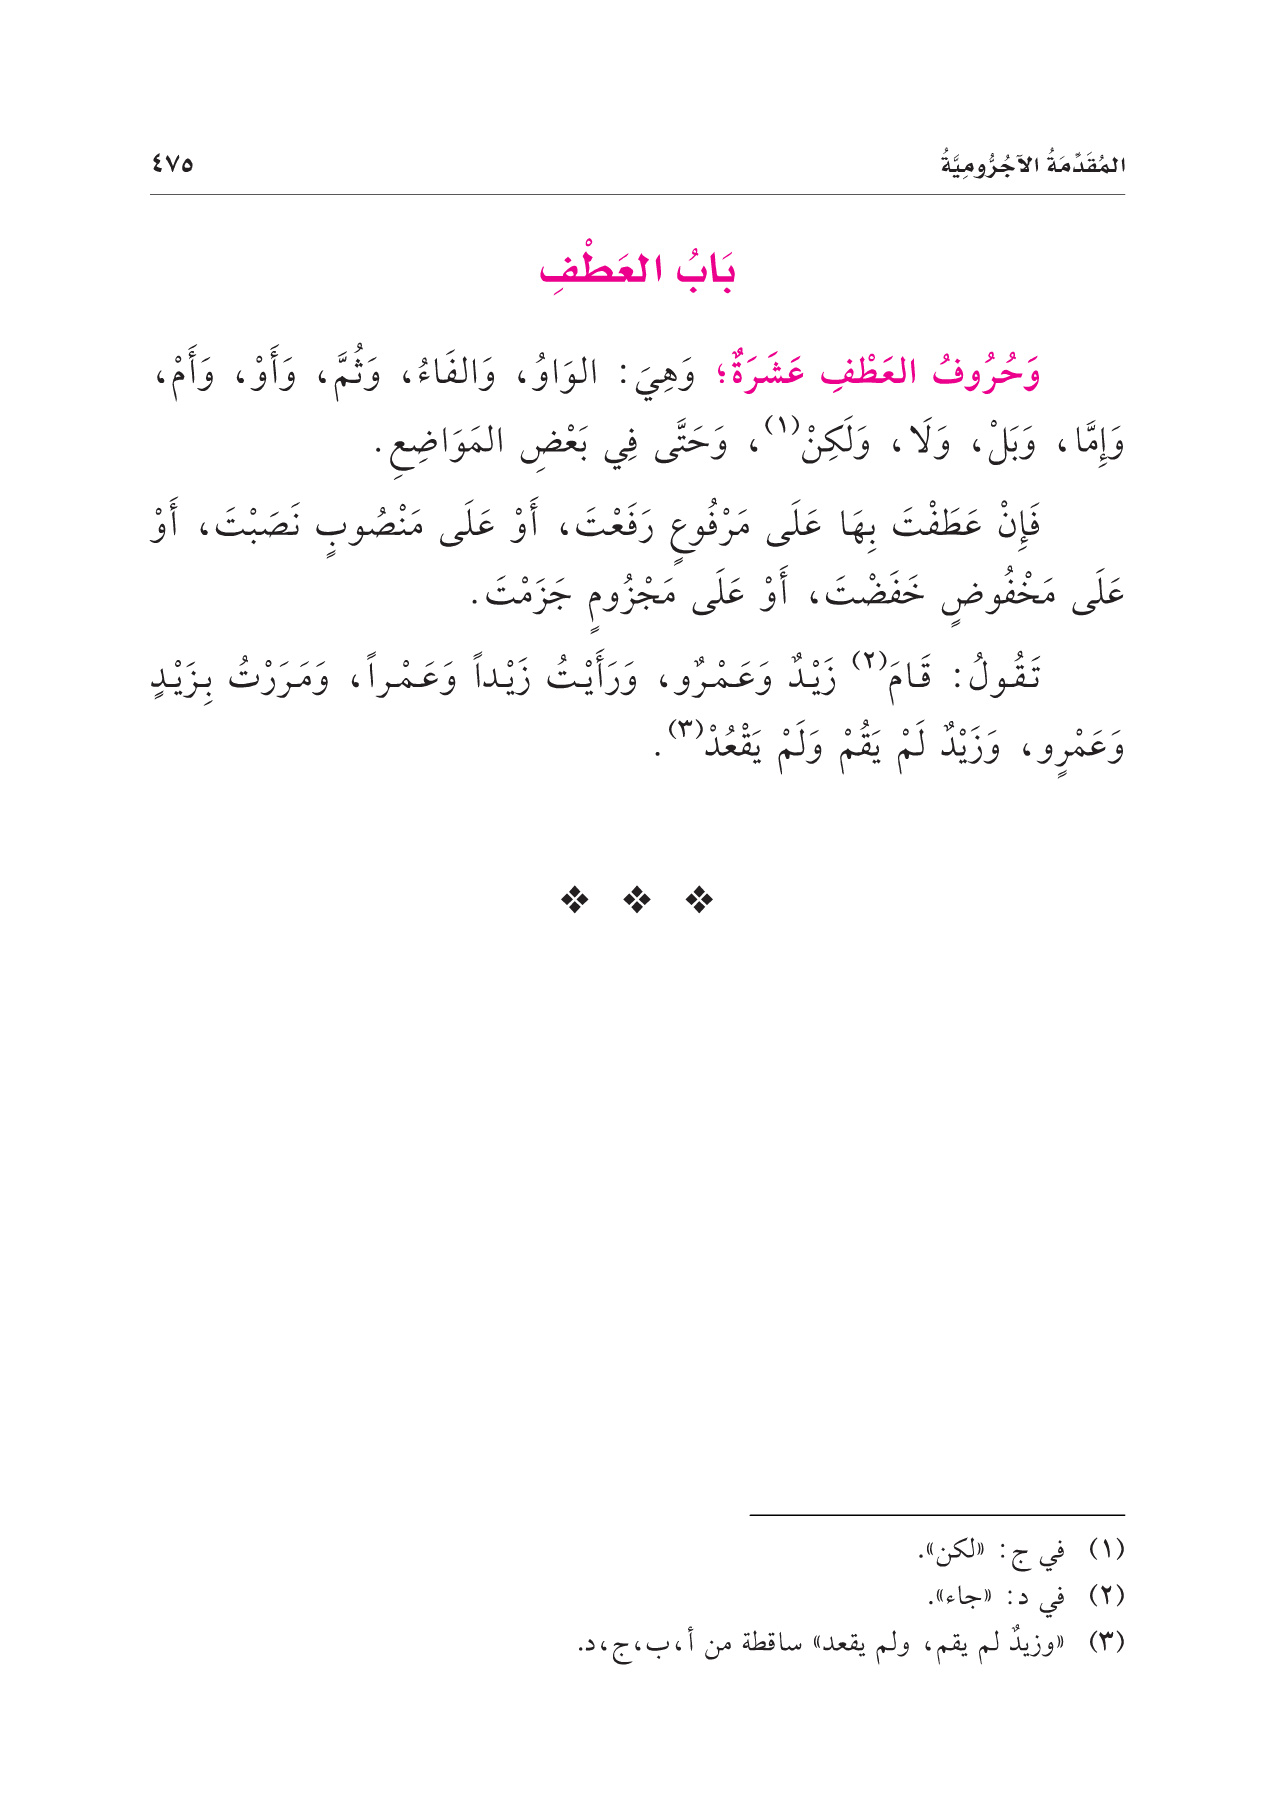 المُقَدِّمَةُ الآجُرُّومِيَّةُ ٤٧٥
بَابُ العَطْفِ
وَحُرُوفُ العَطْفِ عَشَرَةٌ؛ وَهِيَ: الوَاوُ، وَالفَاءُ، وَثُمَّ، وَأَوْ، وَأَمْ،
وَإِمَّا، وَبَلْ، وَلَا، وَلَكِنْ(١)، وَحَتَّى فِي بَعْضِ المَوَاضِعِ.
فَإِنْ عَطَفْتَ بِهَا عَلَى مَرْفُوعٍ رَفَعْتَ، أَوْ عَلَى مَنْصُوبٍ نَصَبْتَ، أَوْ
عَلَى مَخْفُوضٍ خَفَضْتَ، أَوْ عَلَى مَجْزُومٍ جَزَمْتَ.
تَقُولُ: قَامَ(٢) زَيْدٌ وَعَمْرٌو، وَرَأَيْتُ زَيْداً وَعَمْراً، وَمَرَرْتُ بِزَيْدٍ
وَعَمْرٍو، وَزَيْدٌ لَمْ يَقُمْ وَلَمْ يَقْعُدْ(٣).
(١) في ج: «لكن».
(٢) في د: «جاء».
(٣) «وزيدٌ لم يقم، ولم يقعد» ساقطة من أ،ب،ج،د.